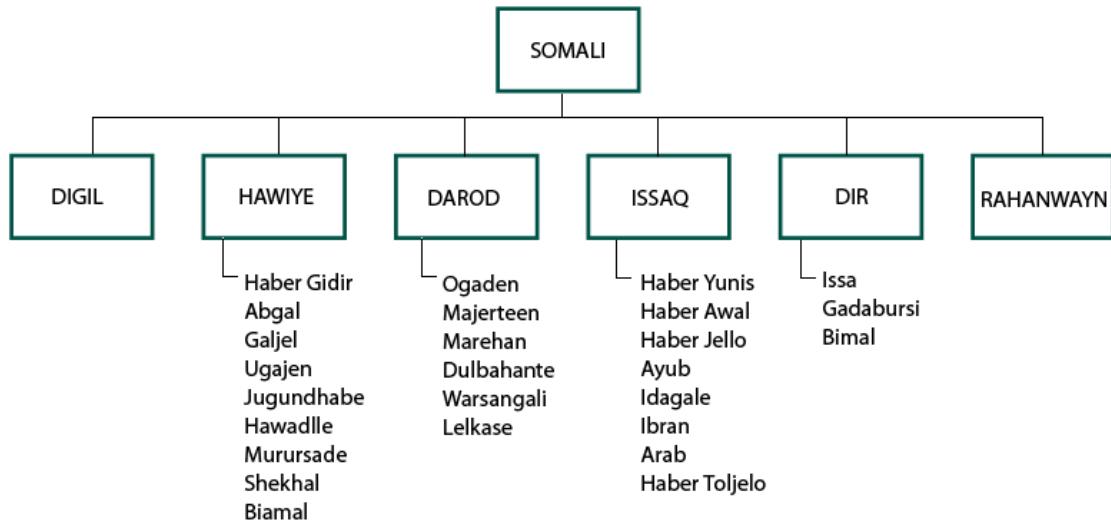 SOMALI
DIGIL
HAWIYE
DAROD
ISSAQ
DIR
RAHANWAYN
Haber Gidir
Abgal
Galjel
Ugajen
Jugundhabe
Hawadlle
Murursade
Shekhal
Biamal
Ogaden
Majerteen
Marehan
Dulbahante
Warsangali
Lelkase
Haber Yunis
Haber Awal
Haber Jello
Ayub
Idagale
Ibran
Arab
Haber Toljelo
Issa
Gadabursi
Bimal